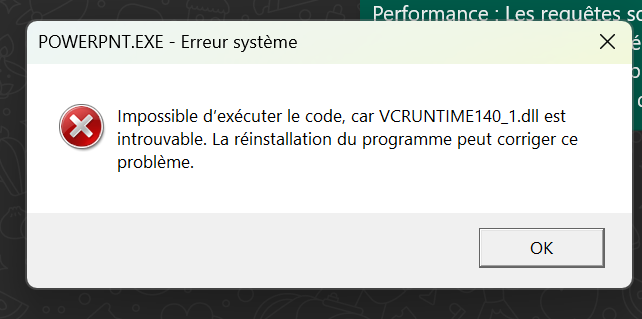 Performance : Les requêtes so
POWERPNT.EXE - Erreur système
Impossible d’exécuter le code, car VCRUNTIME140_1.dll est
introuvable. La réinstallation du programme peut corriger ce
problème.
OK